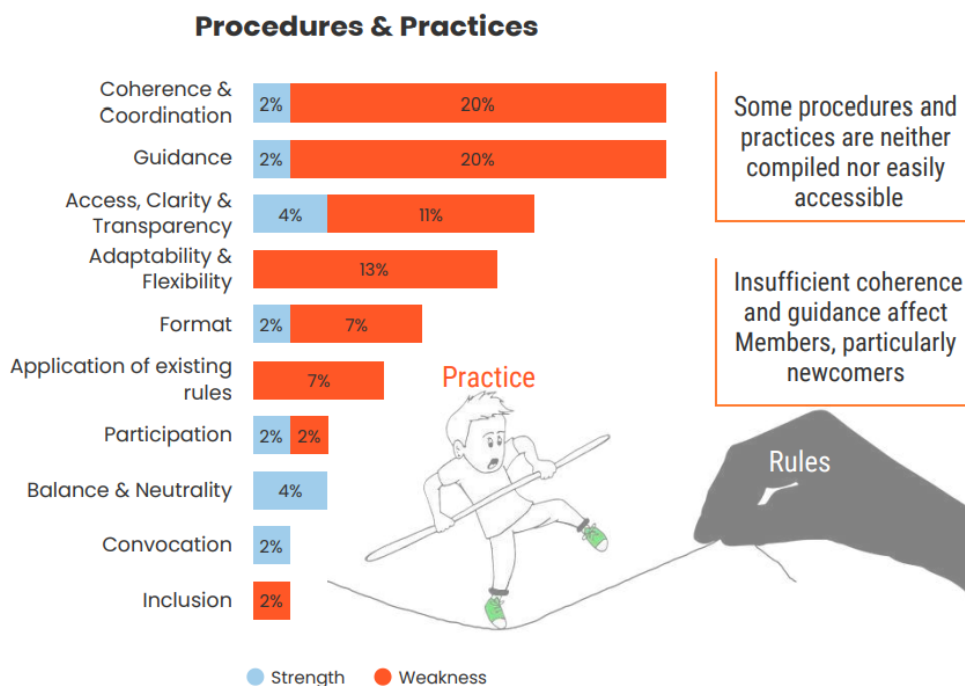 Procedures & Practices
Coherence &
Coordination
2%
20%
Guidance
2%
20%
Access, Clarity &
Transparency
4%
11%
Adaptability &
Flexibility
13%
Format
2%
7%
Application of existing
rules
7%
Participation
2%
2%
Balance & Neutrality
4%
Convocation
2%
Inclusion
2%
Strength
Weakness
Some procedures and
practices are neither
compiled nor easily
accessible
Insufficient coherence
and guidance affect
Members, particularly
newcomers
Practice
Rules